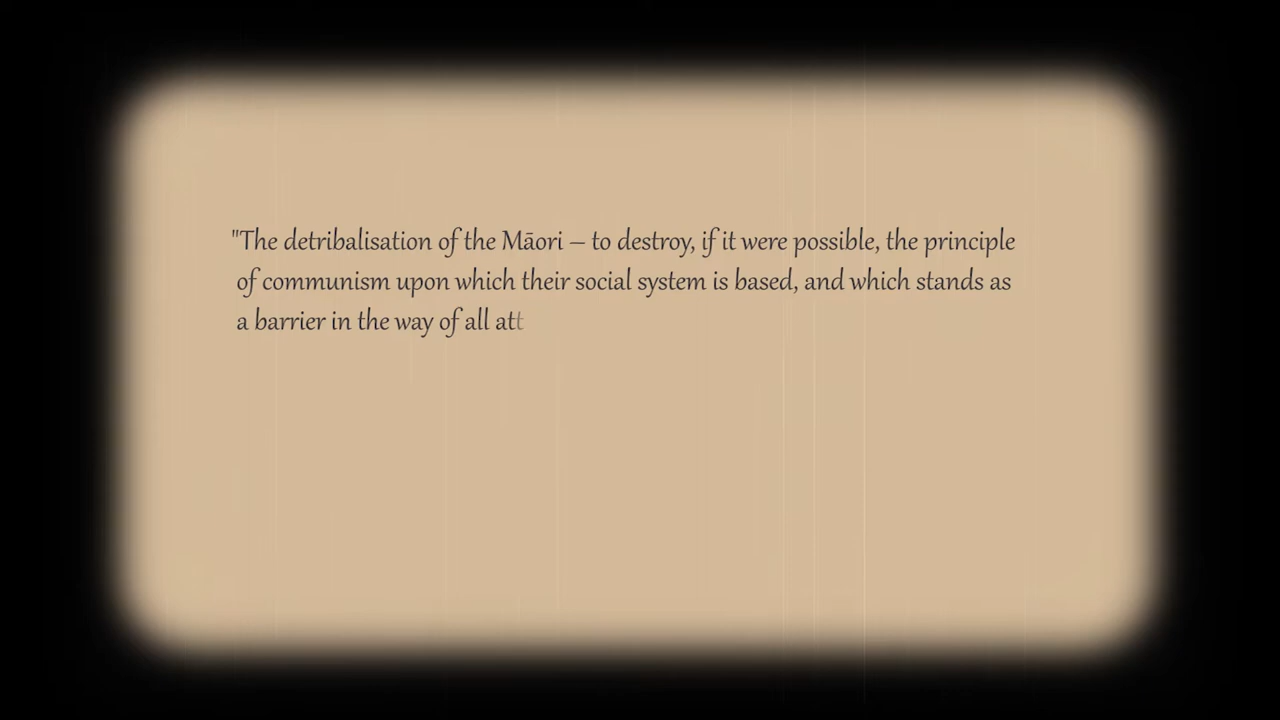 "The detribalisation of the Māori – to destroy, if it were possible, the principle
of communism upon which their social system is based, and which stands as
a barrier in the way of all att